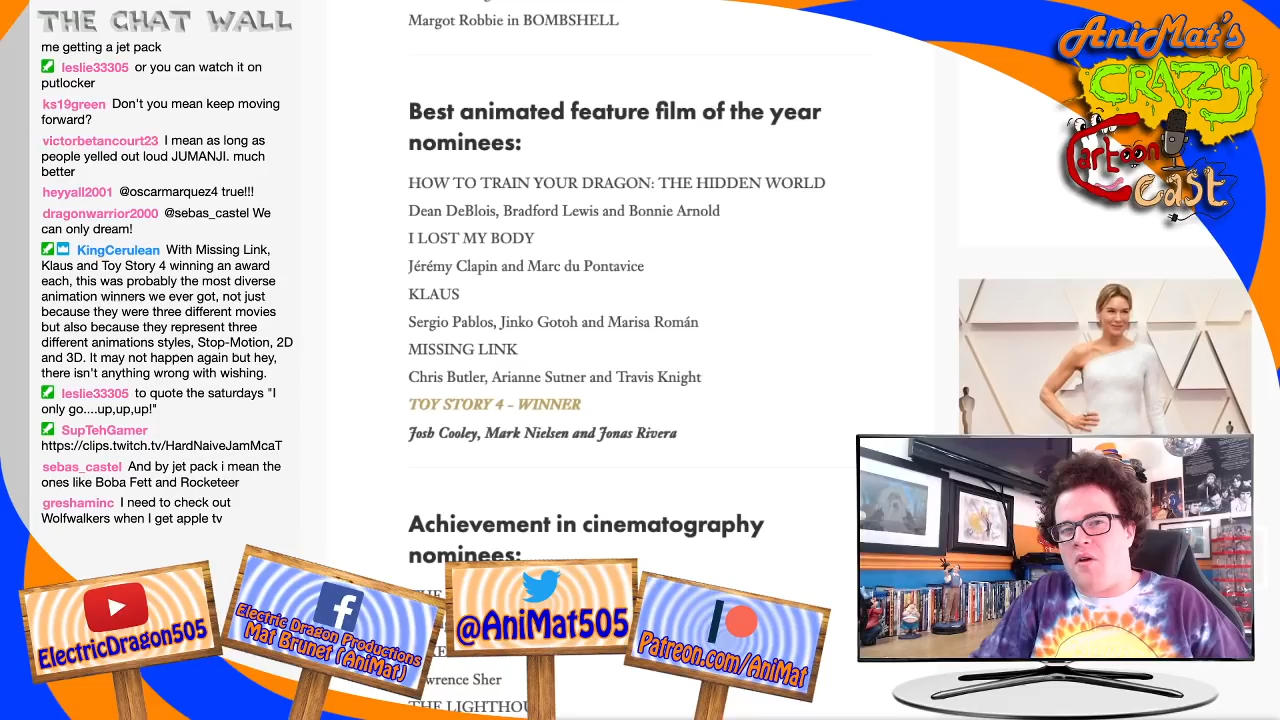 THE CHAT WALL
me getting a jet pack
leslie33305 or you can watch it on
putlocker
ks19green Don't you mean keep moving
forward?
victorbetancourt23 I mean as long as
people yelled out loud JUMANJI. much
better
heyyall2001 @oscarmarquez4 true!!!
dragonwarrior2000 @sebas_castel We
can only dream!
KingCerulean With Missing Link,
Klaus and Toy Story 4 winning an award
each, this was probably the most diverse
animation winners we ever got, not just
because they were three different movies
but also because they represent three
different animations styles, Stop-Motion, 2D
and 3D. It may not happen again but hey,
there isn't anything wrong with wishing.
leslie33305 to quote the saturdays "I
only go....up,up,up!"
SupTehGamer
https://clips.twitch.tv/HardNaiveJamMcaT
sebas_castel And by jet pack i mean the
ones like Boba Fett and Rocketeer
greshaminc I need to check out
Wolfwalkers when I get apple tv
Margot Robbie in BOMBSHELL
Best animated feature film of the year
nominees:
HOW TO TRAIN YOUR DRAGON: THE HIDDEN WORLD
Dean DeBlois, Bradford Lewis and Bonnie Arnold
I LOST MY BODY
Jérémy Clapin and Marc du Pontavice
KLAUS
Sergio Pablos, Jinko Gotoh and Marisa Román
MISSING LINK
Chris Butler, Arianne Sutner and Travis Knight
TOY STORY 4 - WINNER
Josh Cooley, Mark Nielsen and Jonas Rivera
Achievement in cinematography
nominees:
Lawrence Sher
THE LIGHTHOU
AniMat's
CRAZY
Cartoon
Cast
ElectricDragon505
Electric Dragon Productions
Mat Brunet (AniMat)
@AniMat505
Patreon.com/AniMat